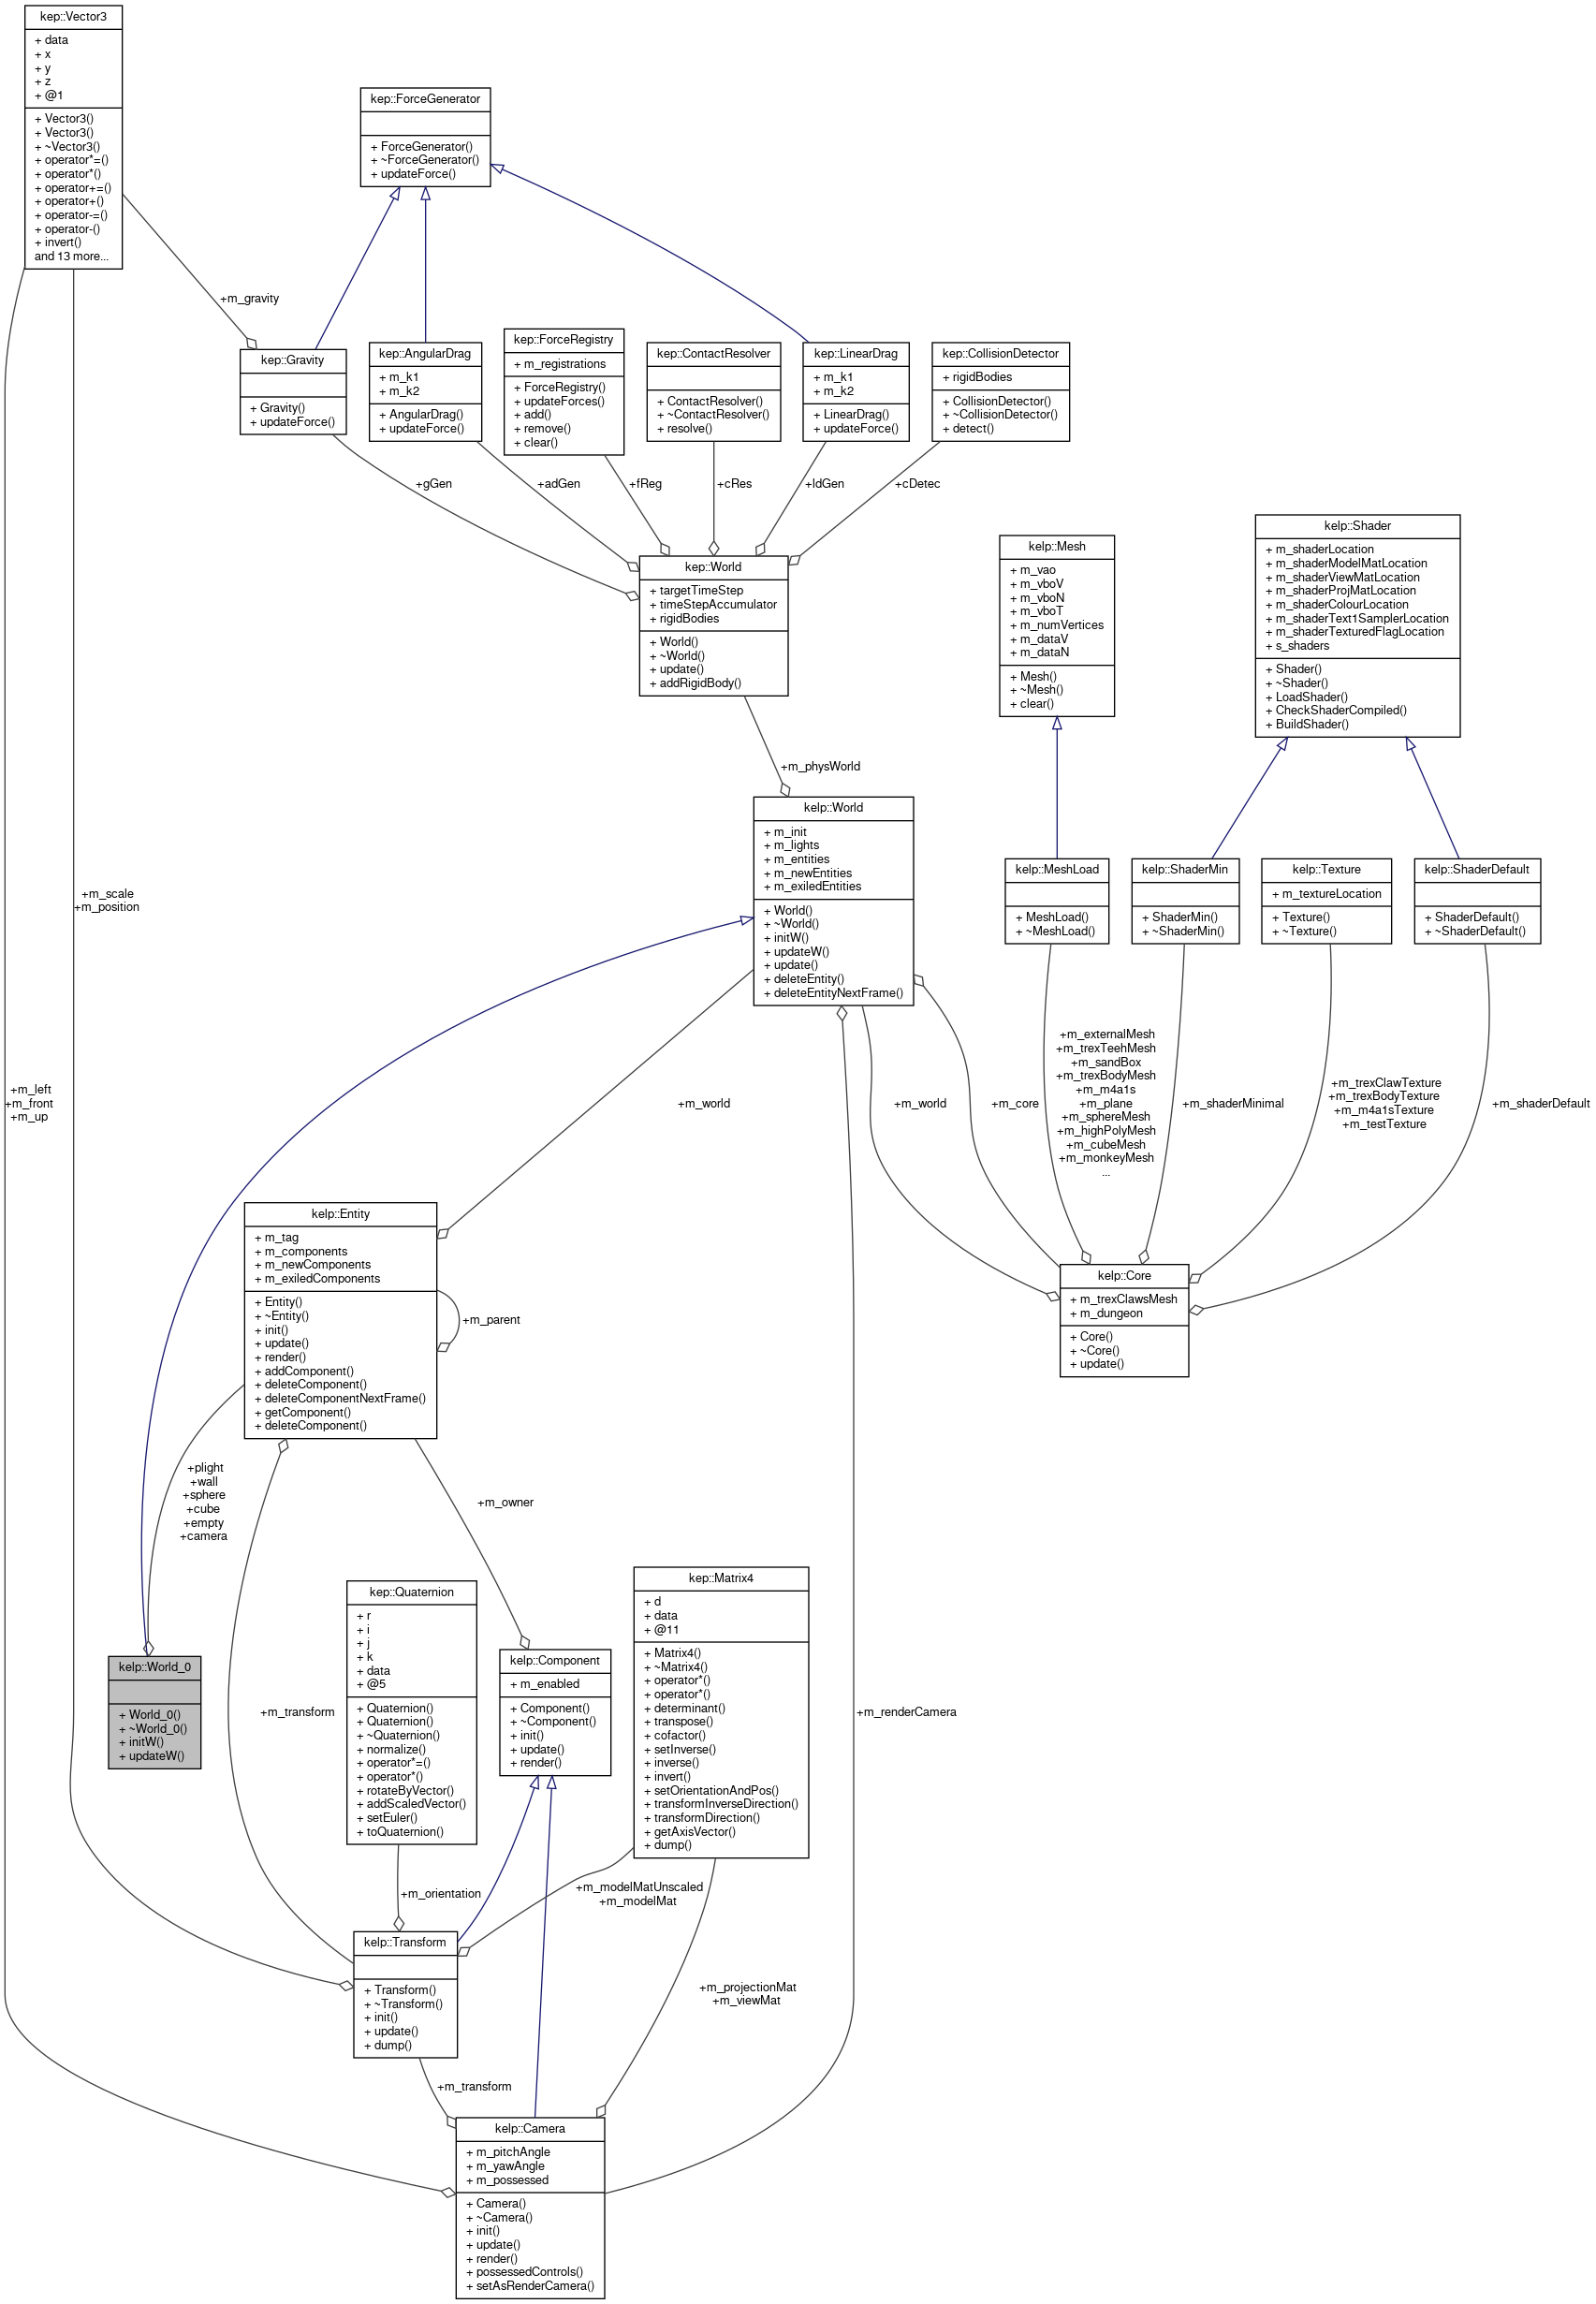 kep::Vector3
+ data
+ x
+ y
+ z
+ @1
+ Vector3()
+ Vector3()
+ ~Vector3()
+ operator*=()
+ operator*()
+ operator+=()
+ operator+()
+ operator-=()
+ operator-()
+ invert()
and 13 more...
kep::ForceGenerator
+ ForceGenerator()
+ ~ForceGenerator()
+ updateForce()
+m_gravity
kep::Gravity
+ Gravity()
+ updateForce()
kep::AngularDrag
+ m_k1
+ m_k2
+ AngularDrag()
+ updateForce()
kep::ForceRegistry
+ m_registrations
+ ForceRegistry()
+ updateForces()
+ add()
+ remove()
+ clear()
kep::ContactResolver
+ ContactResolver()
+ ~ContactResolver()
+ resolve()
kep::LinearDrag
+ m_k1
+ m_k2
+ LinearDrag()
+ updateForce()
kep::CollisionDetector
+ rigidBodies
+ CollisionDetector()
+ ~CollisionDetector()
+ detect()
+gGen
+adGen
+fReg
+cRes
+ldGen
+cDetec
kep::World
+ targetTimeStep
+ timeStepAccumulator
+ rigidBodies
+ World()
+ ~World()
+ update()
+ addRigidBody()
kelp::Mesh
+ m_vao
+ m_vboV
+ m_vboN
+ m_vboT
+ m_numVertices
+ m_dataV
+ m_dataN
+ Mesh()
+ ~Mesh()
+ clear()
kelp::Shader
+ m_shaderLocation
+ m_shaderModelMatLocation
+ m_shaderViewMatLocation
+ m_shaderProjMatLocation
+ m_shaderColourLocation
+ m_shaderText1SamplerLocation
+ m_shaderTexturedFlagLocation
+ s_shaders
+ Shader()
+ ~Shader()
+ LoadShader()
+ CheckShaderCompiled()
+ BuildShader()
+m_physWorld
kelp::World
+ m_init
+ m_lights
+ m_entities
+ m_newEntities
+ m_exiledEntities
+ World()
+ ~World()
+ initW()
+ updateW()
+ update()
+ deleteEntity()
+ deleteEntityNextFrame()
kelp::MeshLoad
+ MeshLoad()
+ ~MeshLoad()
kelp::ShaderMin
+ ShaderMin()
+ ~ShaderMin()
kelp::Texture
+ m_textureLocation
+ Texture()
+ ~Texture()
kelp::ShaderDefault
+ ShaderDefault()
+ ~ShaderDefault()
+m_scale
+m_position
+m_left
+m_front
+m_up
+m_world
+m_world
+m_core
+m_externalMesh
+m_trexTeehMesh
+m_sandBox
+m_trexBodyMesh
+m_m4a1s
+m_plane
+m_sphereMesh
+m_highPolyMesh
+m_cubeMesh
+m_monkeyMesh
...
+m_shaderMinimal
+m_trexClawTexture
+m_trexBodyTexture
+m_m4a1sTexture
+m_testTexture
+m_shaderDefault
kelp::Entity
+ m_tag
+ m_components
+ m_newComponents
+ m_exiledComponents
+ Entity()
+ ~Entity()
+ init()
+ update()
+ render()
+ addComponent()
+ deleteComponent()
+ deleteComponentNextFrame()
+ getComponent()
+ deleteComponent()
+m_parent
kelp::Core
+ m_trexClawsMesh
+ m_dungeon
+ Core()
+ ~Core()
+ update()
+plight
+wall
+sphere
+cube
+empty
+camera
+m_owner
kelp::World_0
+ World_0()
+ ~World_0()
+ initW()
+ updateW()
+m_transform
kep::Quaternion
+ r
+ i
+ j
+ k
+ data
+ @5
+ Quaternion()
+ Quaternion()
+ ~Quaternion()
+ normalize()
+ operator*=()
+ operator*()
+ rotateByVector()
+ addScaledVector()
+ setEuler()
+ toQuaternion()
kelp::Component
+ m_enabled
+ Component()
+ ~Component()
+ init()
+ update()
+ render()
kep::Matrix4
+ d
+ data
+ @11
+ Matrix4()
+ ~Matrix4()
+ operator*()
+ operator*()
+ determinant()
+ transpose()
+ cofactor()
+ setInverse()
+ inverse()
+ invert()
+ setOrientationAndPos()
+ transformInverseDirection()
+ transformDirection()
+ getAxisVector()
+ dump()
+m_renderCamera
+m_orientation
+m_modelMatUnscaled
+m_modelMat
kelp::Transform
+ Transform()
+ ~Transform()
+ init()
+ update()
+ dump()
+m_projectionMat
+m_viewMat
+m_transform
kelp::Camera
+ m_pitchAngle
+ m_yawAngle
+ m_possessed
+ Camera()
+ ~Camera()
+ init()
+ update()
+ render()
+ possessedControls()
+ setAsRenderCamera()